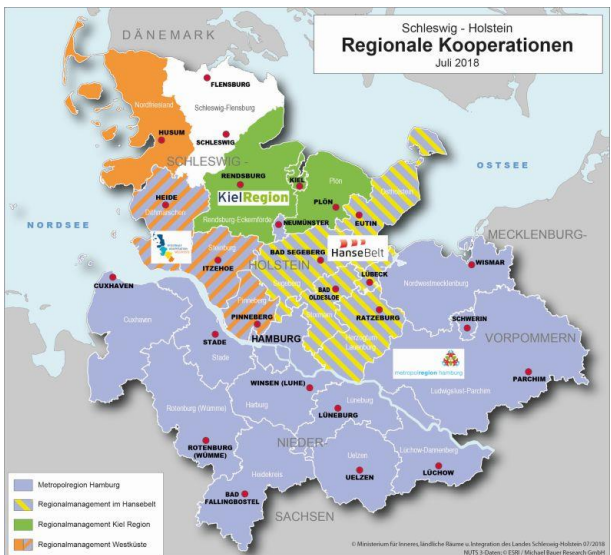 Schleswig - Holstein
Regionale Kooperationen
Juli 2018
DÄNEMARK
FLENSBURG
Nordfriesland
Schleswig-Flensburg
HUSUM
SCHLESWIG
SCHLESWIG -
OSTSEE
RENDSBURG
KIEL
Plön
KielRegion
PLÖN
Ostholstein
HEIDE
Dithmarschen
Rendsburg-Eckernförde
EUTIN
NORDSEE
NEUMÜNSTER
MECKLENBURG-
Steinburg
BAD SEGEBERG
HanseBelt
ITZEHOE
HOLSTEIN
WISMAR
CUXHAVEN
Segeberg
LÜBECK
Nordwestmecklenburg
BAD
OLDESLOE
Pinneberg
Stormarn
RATZEBURG
Cuxhaven
PINNEBERG
SCHWERIN
STADE
HAMBURG
Herzogtum-
Lauenburg
VORPOMMERN
Stade
metropolregion hamburg
PARCHIM
WINSEN (LUHE)
Ludwigslust-Parchim
Rotenburg (Wümme)
Harburg
Lüneburg
LÜNEBURG
ROTENBURG
(WÜMME)
NIEDER-
Lüchow-Dannenberg
Uelzen
Heidekreis
UELZEN
LÜCHOW
BAD
FALLINGBOSTEL
SACHSEN
Metropolregion Hamburg
Regionalmanagement im Hansebelt
Regionalmanagement Kiel Region
Regionalmanagement Westküste
© Ministerium für Inneres, ländliche Räume u. Integration des Landes Schleswig-Holstein 07/2018
NUTS 3-Daten: © ESRI / Michael Bauer Research GmbH